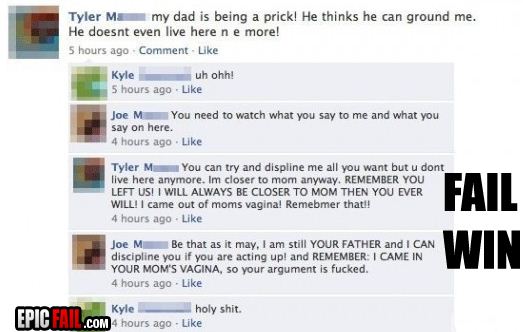 Tyler M my dad is being a prick! He thinks he can ground me.
He doesnt even live here n e more!
5 hours ago · Comment · Like
Kyle uh ohh!
5 hours ago · Like
Joe M You need to watch what you say to me and what you
say on here.
4 hours ago · Like
Tyler M You can try and displine me all you want but u dont
live here anymore. Im closer to mom anyway. REMEMBER YOU
LEFT US! I WILL ALWAYS BE CLOSER TO MOM THEN YOU EVER
WILL! I came out of moms vagina! Remebmer that!!
4 hours ago · Like
FAIL
Joe M Be that as it may, I am still YOUR FATHER and I CAN
discipline you if you are acting up! and REMEMBER: I CAME IN
YOUR MOM'S VAGINA, so your argument is fucked.
4 hours ago · Like
WIN
Kyle holy shit.
4 hours ago · Like
EPICFAIL.COM